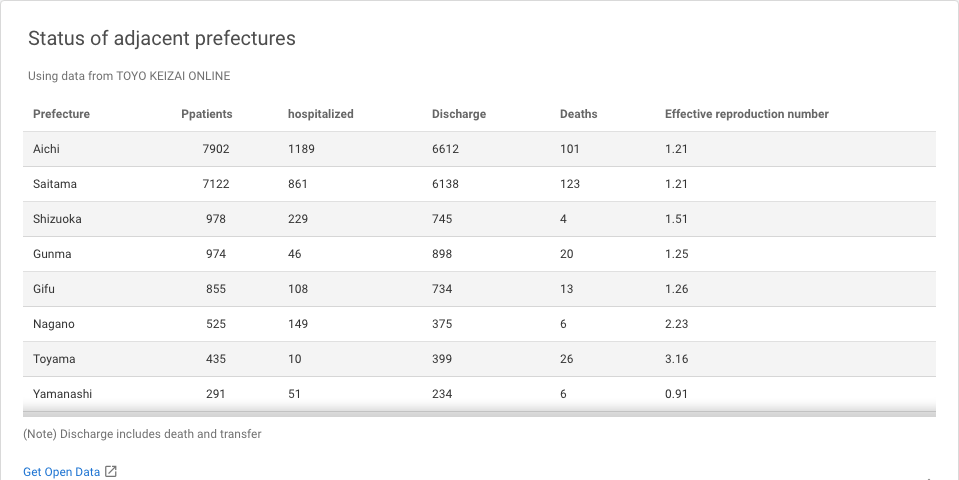 Status of adjacent prefectures
Using data from TOYO KEIZAI ONLINE
Prefecture Ppatients hospitalized Discharge Deaths Effective reproduction number
Aichi 7902 1189 6612 101 1.21
Saitama 7122 861 6138 123 1.21
Shizuoka 978 229 745 4 1.51
Gunma 974 46 898 20 1.25
Gifu 855 108 734 13 1.26
Nagano 525 149 375 6 2.23
Toyama 435 10 399 26 3.16
Yamanashi 291 51 234 6 0.91
(Note) Discharge includes death and transfer
Get Open Data